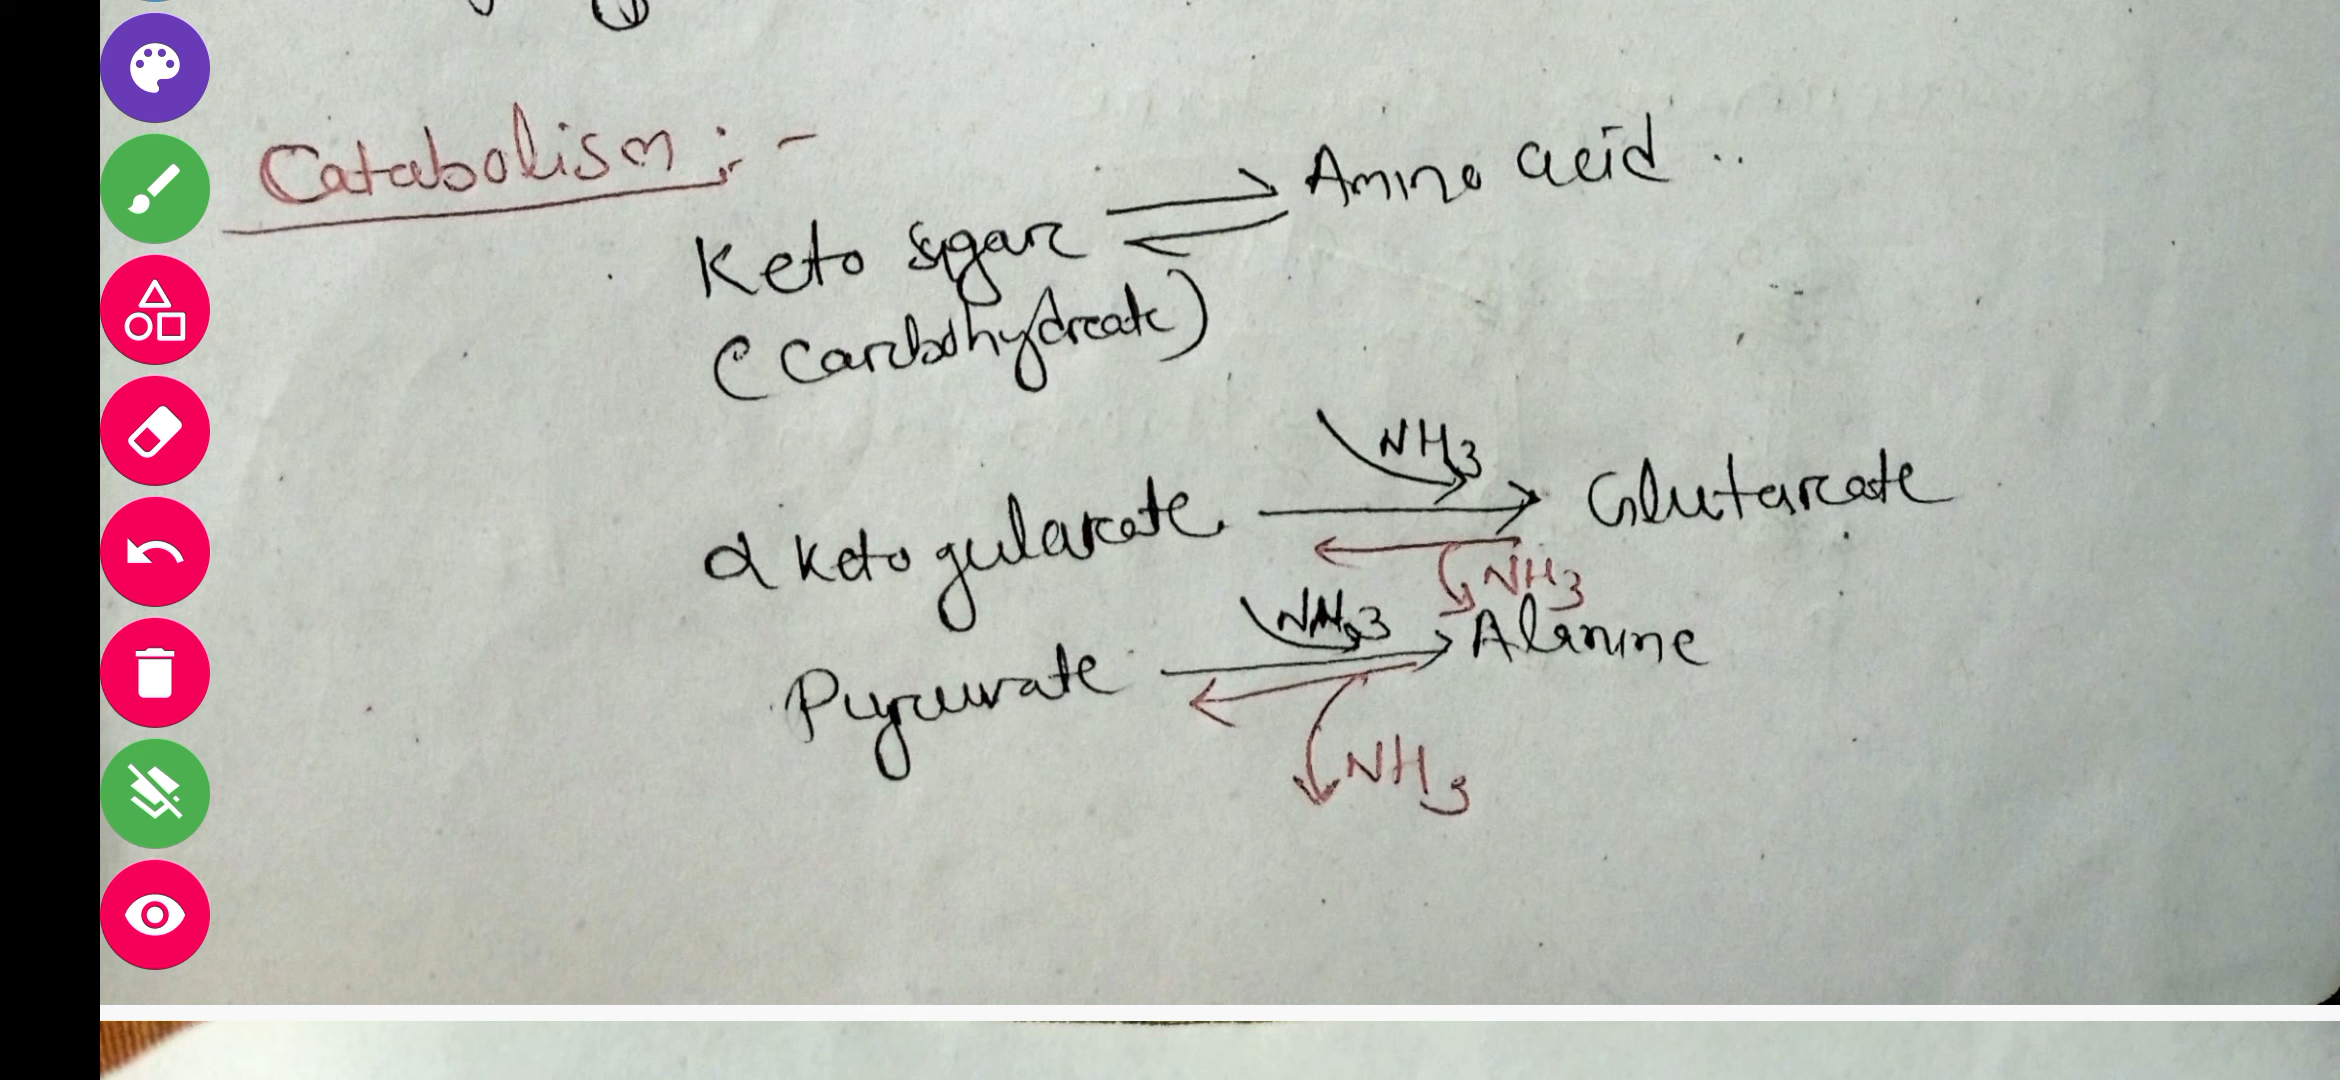 Catabolism :-
Keto sugar ⇌ Amino acid ..
(Carbohydrate)
NH3
α Keto gularate → Glutarate
← NH3
NH3
Pyruvate → Alanine
← NH3